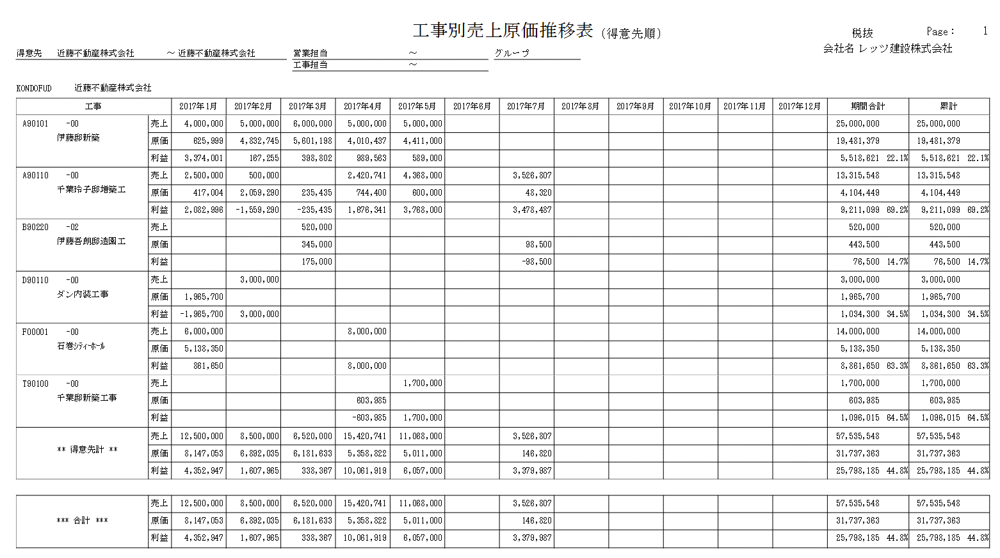 工事別売上原価推移表 (得意先順)
税抜 Page: 1
会社名 レッツ建設株式会社
得意先 近藤不動産株式会社 ～ 近藤不動産株式会社 営業担当 ～ グループ
工事担当 ～
KONDOFUD 近藤不動産株式会社
工事 2017年1月 2017年2月 2017年3月 2017年4月 2017年5月 2017年6月 2017年7月 2017年8月 2017年9月 2017年10月 2017年11月 2017年12月 期間合計 累計
A90101 -00 売上 4,000,000 5,000,000 6,000,000 5,000,000 5,000,000 25,000,000 25,000,000
伊藤邸新築
原価 625,999 4,832,745 5,601,198 4,010,437 4,411,000 19,481,379 19,481,379
利益 3,374,001 167,255 398,802 989,563 589,000 5,518,621 22.1% 5,518,621 22.1%
A90110 -00 売上 2,500,000 500,000 2,420,741 4,368,000 3,526,807 13,315,548 13,315,548
千葉玲子邸増築工
原価 417,004 2,059,290 235,435 744,400 600,000 48,320 4,104,449 4,104,449
利益 2,082,996 -1,559,290 -235,435 1,676,341 3,768,000 3,478,487 9,211,099 69.2% 9,211,099 69.2%
B90220 -02 売上 520,000 520,000 520,000
伊藤吾朗邸造園工
原価 345,000 98,500 443,500 443,500
利益 175,000 -98,500 76,500 14.7% 76,500 14.7%
D90110 -00 売上 3,000,000 3,000,000 3,000,000
ダン内装工事
原価 1,965,700 1,965,700 1,965,700
利益 -1,965,700 3,000,000 1,034,300 34.5% 1,034,300 34.5%
F00001 -00 売上 6,000,000 8,000,000 14,000,000 14,000,000
石巻ｼﾃｨｰﾎｰﾙ
原価 5,138,350 5,138,350 5,138,350
利益 861,650 8,000,000 8,861,650 63.3% 8,861,650 63.3%
T90100 -00 売上 1,700,000 1,700,000 1,700,000
千葉邸新築工事
原価 603,985 603,985 603,985
利益 -603,985 1,700,000 1,096,015 64.5% 1,096,015 64.5%
売上 12,500,000 8,500,000 6,520,000 15,420,741 11,068,000 3,526,807 57,535,548 57,535,548
** 得意先計 **
原価 8,147,053 6,892,035 6,181,633 5,358,822 5,011,000 146,820 31,737,363 31,737,363
利益 4,352,947 1,607,965 338,367 10,061,919 6,057,000 3,379,987 25,798,185 44.8% 25,798,185 44.8%
売上 12,500,000 8,500,000 6,520,000 15,420,741 11,068,000 3,526,807 57,535,548 57,535,548
*** 合計 *** 原価 8,147,053 6,892,035 6,181,633 5,358,822 5,011,000 146,820 31,737,363 31,737,363
利益 4,352,947 1,607,965 338,367 10,061,919 6,057,000 3,379,987 25,798,185 44.8% 25,798,185 44.8%